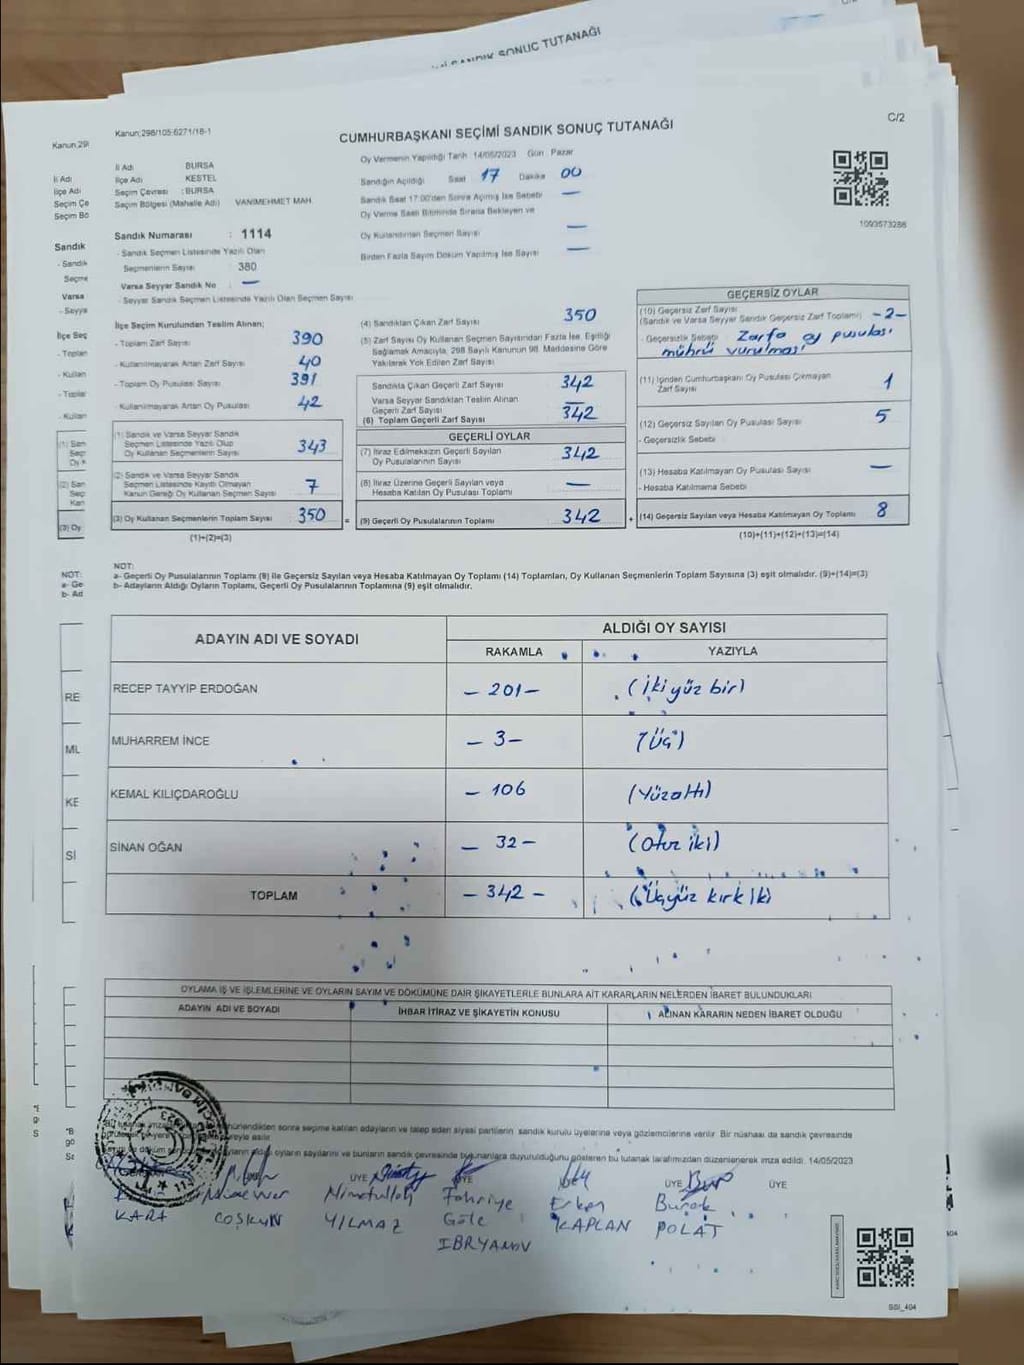 SANDIK SONUÇ TUTANAĞI
Kanun;298/105:6271/18-1
CUMHURBAŞKANI SEÇİMİ SANDIK SONUÇ TUTANAĞI
C/2
İl Adı BURSA
İlçe Adı KESTEL
Seçim Çevresi : BURSA
Seçim Bölgesi (Mahalle Adı) VANİMEHMET MAH.
Oy Vermenin Yapıldığı Tarih 14/05/2023 Gün Pazar
Sandığın Açıldığı Saat 17 Dakika 00
Sandık Saat 17:00'den Sonra Açılmış İse Sebebi —
Oy Verme Saati Bitiminde Sırada Bekleyen ve
Oy Kullandırılan Seçmen Sayısı —
Birden Fazla Sayım Döküm Yapılmış İse Sayısı —
1093573286
Sandık Numarası : 1114
- Sandık Seçmen Listesinde Yazılı Olan
Seçmenlerin Sayısı 380
Varsa Seyyar Sandık No —
- Seyyar Sandık Seçmen Listesinde Yazılı Olan Seçmen Sayısı
İlçe Seçim Kurulundan Teslim Alınan;
- Toplam Zarf Sayısı 390
- Kullanılmayarak Artan Zarf Sayısı 40
- Toplam Oy Pusulası Sayısı 391
- Kullanılmayarak Artan Oy Pusulası 42
(1) Sandık ve Varsa Seyyar Sandık
Seçmen Listesinde Yazılı Olup
Oy Kullanan Seçmenlerin Sayısı 343
(2) Sandık ve Varsa Seyyar Sandık
Seçmen Listesinde Kayıtlı Olmayan
Kanun Gereği Oy Kullanan Seçmen Sayısı 7
(3) Oy Kullanan Seçmenlerin Toplam Sayısı 350 =
(1)+(2)=(3)
(4) Sandıktan Çıkan Zarf Sayısı 350
(5) Zarf Sayısı Oy Kullanan Seçmen Sayısından Fazla İse, Eşitliği
Sağlamak Amacıyla, 298 Sayılı Kanunun 98. Maddesine Göre
Yakılarak Yok Edilen Zarf Sayısı
Sandıkta Çıkan Geçerli Zarf Sayısı 342
Varsa Seyyar Sandıktan Teslim Alınan
Geçerli Zarf Sayısı —
(6) Toplam Geçerli Zarf Sayısı 342
GEÇERLİ OYLAR
(7) İtiraz Edilmeksizin Geçerli Sayılan
Oy Pusulalarının Sayısı 342
(8) İtiraz Üzerine Geçerli Sayılan veya
Hesaba Katılan Oy Pusulası Toplamı —
(9) Geçerli Oy Pusulalarının Toplamı 342 +
GEÇERSİZ OYLAR
(10) Geçersiz Zarf Sayısı
(Sandık ve Varsa Seyyar Sandık Geçersiz Zarf Toplamı) -2-
- Geçersizlik Sebebi Zarfa oy pusulası
mührü vurulması
(11) İçinden Cumhurbaşkanı Oy Pusulası Çıkmayan
Zarf Sayısı 1
(12) Geçersiz Sayılan Oy Pusulası Sayısı 5
- Geçersizlik Sebebi
(13) Hesaba Katılmayan Oy Pusulası Sayısı —
- Hesaba Katılmama Sebebi
(14) Geçersiz Sayılan veya Hesaba Katılmayan Oy Toplamı 8
(10)+(11)+(12)+(13)=(14)
NOT:
a- Geçerli Oy Pusulalarının Toplamı (9) ile Geçersiz Sayılan veya Hesaba Katılmayan Oy Toplamı (14) Toplamları, Oy Kullanan Seçmenlerin Toplam Sayısına (3) eşit olmalıdır. (9)+(14)=(3)
b- Adayların Aldığı Oyların Toplamı, Geçerli Oy Pusulalarının Toplamına (9) eşit olmalıdır.
ADAYIN ADI VE SOYADI
ALDIĞI OY SAYISI
RAKAMLA YAZIYLA
RECEP TAYYİP ERDOĞAN - 201 - (İki yüz bir)
MUHARREM İNCE - 3 - (Üç)
KEMAL KILIÇDAROĞLU - 106 (Yüzaltı)
SİNAN OĞAN - 32 - (Otuz iki)
TOPLAM - 342 - (Üçyüz kırk iki
OYLAMA İŞ VE İŞLEMLERİNE VE OYLARIN SAYIM VE DÖKÜMÜNE DAİR ŞİKAYETLERLE BUNLARA AİT KARARLARIN NELERDEN İBARET BULUNDUKLARI
ADAYIN ADI VE SOYADI İHBAR İTİRAZ VE ŞİKAYETİN KONUSU ALINAN KARARIN NEDEN İBARET OLDUĞU
sonra seçime katılan adayların ve talep eden siyasi partilerin sandık kurulu üyelerine veya gözlemcilerine verilir. Bir nüshası da sandık çevresinde
oyların sayılarını ve bunların sandık çevresinde bulunanlara duyurulduğunu gösteren bu tutanak tarafımızdan düzenlenerek imza edildi. 14/05/2023
ÜYE ÜYE ÜYE ÜYE
Nimetullah Fahriye Erkan Burak
KARA COŞKUN YILMAZ Güle KAPLAN POLAT
IBRYANOV
SSI_404